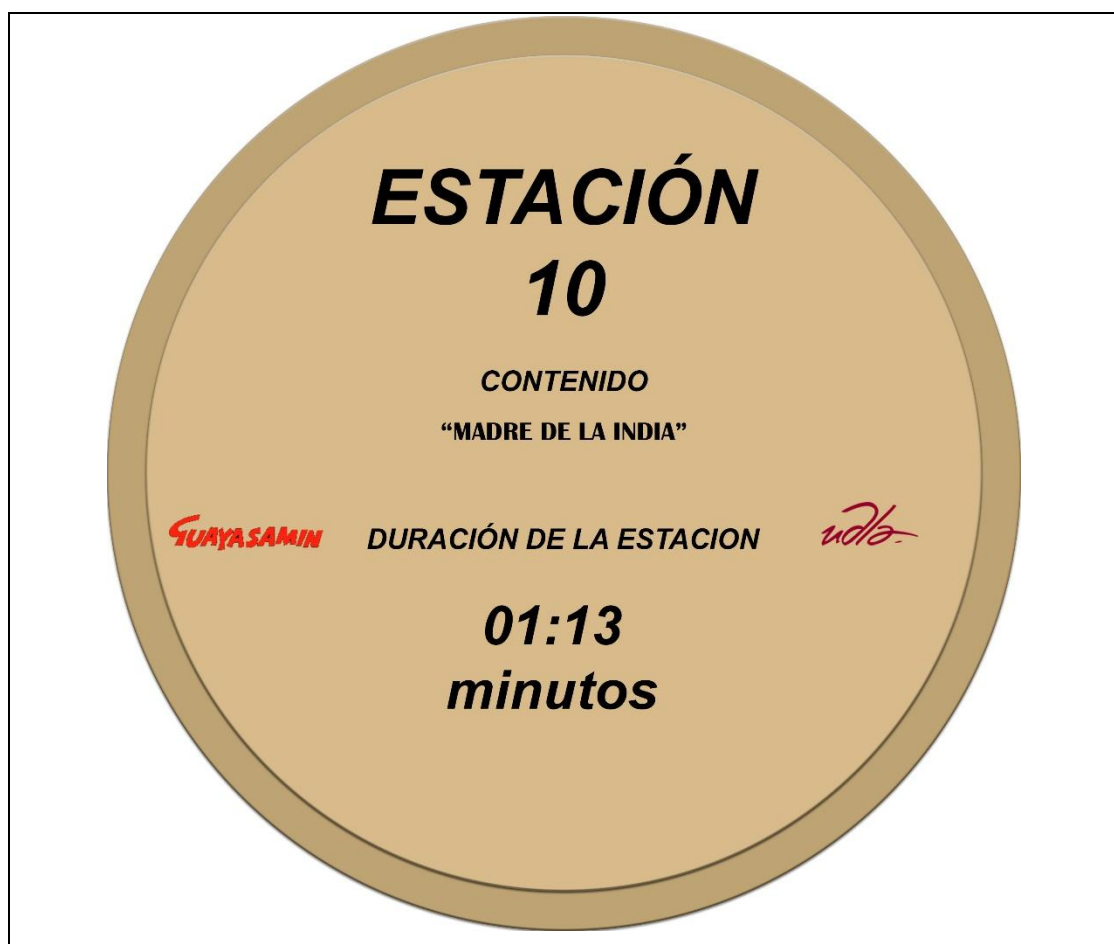 ESTACIÓN
10
CONTENIDO
“MADRE DE LA INDIA”
GUAYASAMIN DURACIÓN DE LA ESTACION udla-
01:13
minutos